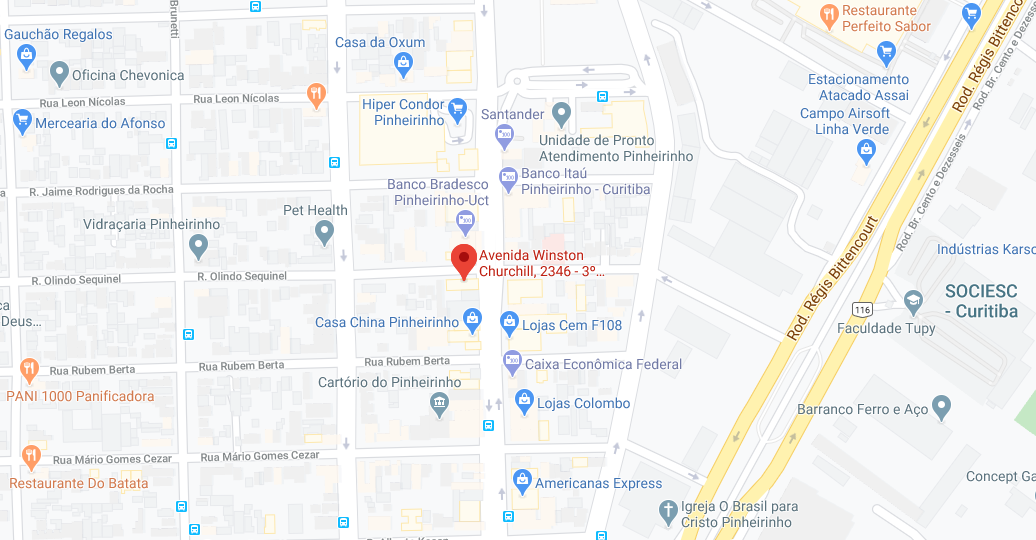 Brunetti
Restaurante
Perfeito Sabor
Gauchão Regalos
Casa da Oxum
Oficina Chevonica
Estacionamento
Atacado Assai
Rod. Régis Bittencourt
Rod. Br. Cento e Dezesseis
Rua Leon Nícolas
Rua Leon Nícolas
Hiper Condor
Pinheirinho
Santander
Campo Airsoft
Linha Verde
Mercearia do Afonso
Unidade de Pronto
Atendimento Pinheirinho
R. Jaime Rodrigues da Rocha
Banco Bradesco
Pinheirinho-Uct
Banco Itaú
Pinheirinho - Curitiba
Vidraçaria Pinheirinho
Pet Health
Rod. Br. Cento e Dezesseis
Rod. Régis Bittencourt
Indústrias Karso
Avenida Winston
Churchill, 2346 - 3º...
R. Olindo Sequinel
R. Olindo Sequinel
Deus...
Casa China Pinheirinho
Lojas Cem F108
116
SOCIESC
- Curitiba
Faculdade Tupy
Rua Rubem Berta
Rua Rubem Berta
Rua Rubem Berta
Caixa Econômica Federal
PANI 1000 Panificadora
Cartório do Pinheirinho
Lojas Colombo
Barranco Ferro e Aço
Rua Mário Gomes Cezar
Rua Mário Gomes Cezar
Restaurante Do Batata
Americanas Express
Concept Ga
Igreja O Brasil para
Cristo Pinheirinho